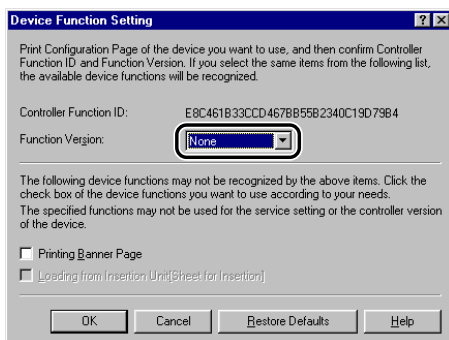 Device Function Setting
Print Configuration Page of the device you want to use, and then confirm Controller
Function ID and Function Version. If you select the same items from the following list,
the available device functions will be recognized.
Controller Function ID: E8C461B33CCD467BB55B2340C19D79B4
Function Version: None
The following device functions may not be recognized by the above items. Click the
check box of the device functions you want to use according to your needs.
The specified functions may not be used for the service setting or the controller version
of the device.
Printing Banner Page
Loading from Insertion Unit[Sheet for Insertion]
OK Cancel Restore Defaults Help